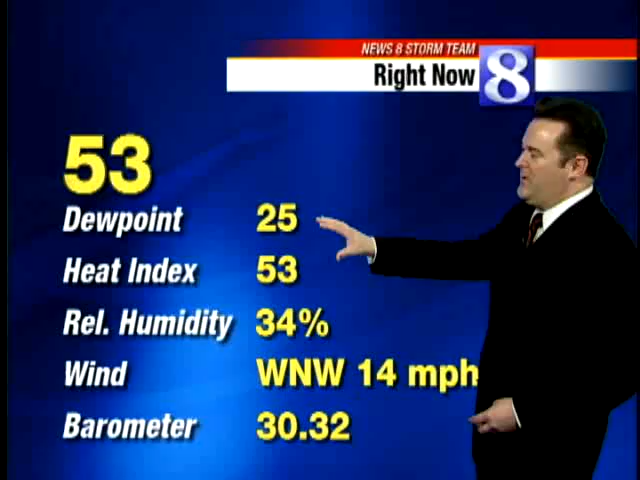 NEWS 8 STORM TEAM
Right Now 8
53
Dewpoint 25
Heat Index 53
Rel. Humidity 34%
Wind WNW 14 mph
Barometer 30.32